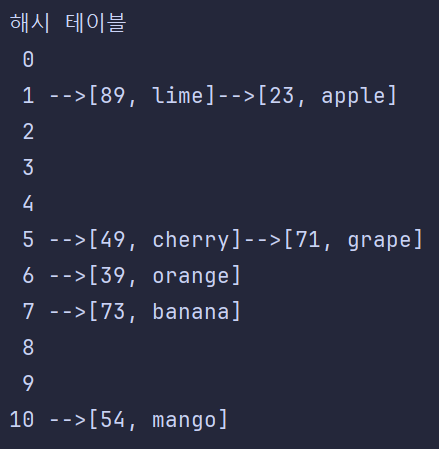 해시 테이블
0
1 -->[89, lime]-->[23, apple]
2
3
4
5 -->[49, cherry]-->[71, grape]
6 -->[39, orange]
7 -->[73, banana]
8
9
10 -->[54, mango]